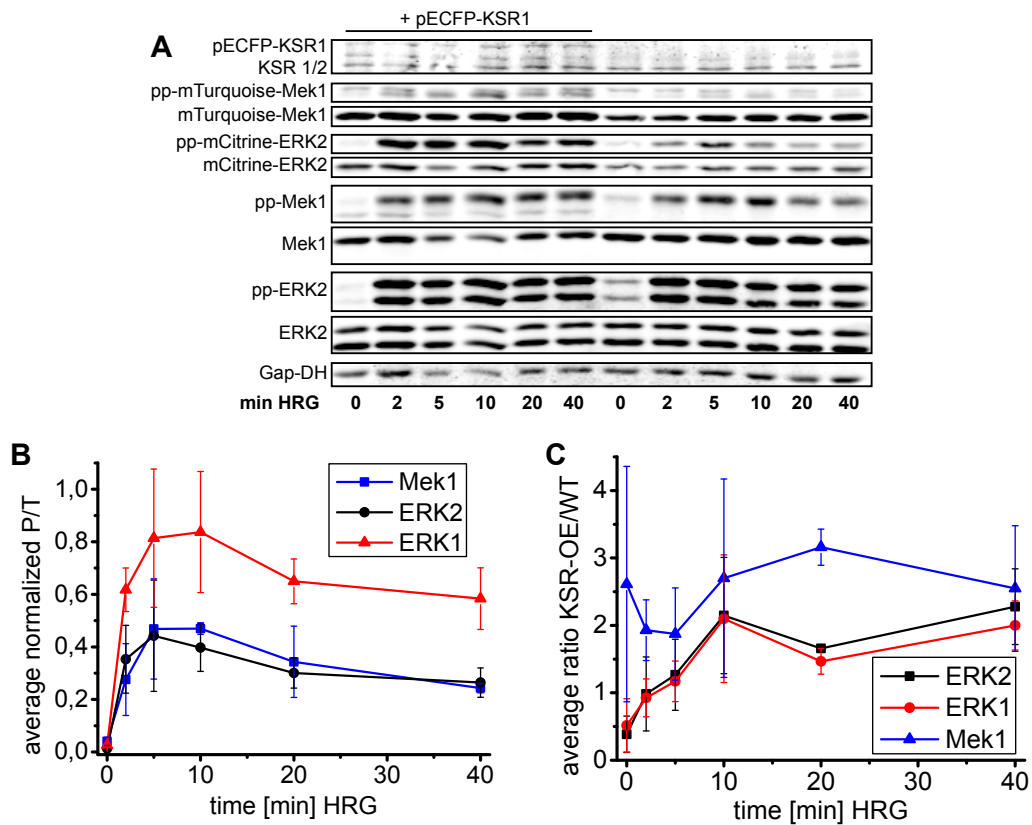 + pECFP-KSR1
A
pECFP-KSR1
KSR 1/2
pp-mTurquoise-Mek1
mTurquoise-Mek1
pp-mCitrine-ERK2
mCitrine-ERK2
pp-Mek1
Mek1
pp-ERK2
ERK2
Gap-DH
min HRG 0 2 5 10 20 40 0 2 5 10 20 40
B
average normalized P/T
1,0
0,8
0,6
0,4
0,2
0,0
0 10 20 30 40
time [min] HRG
Mek1
ERK2
ERK1
C
average ratio KSR-OE/WT
4
3
2
1
0
0 10 20 30 40
time [min] HRG
ERK2
ERK1
Mek1